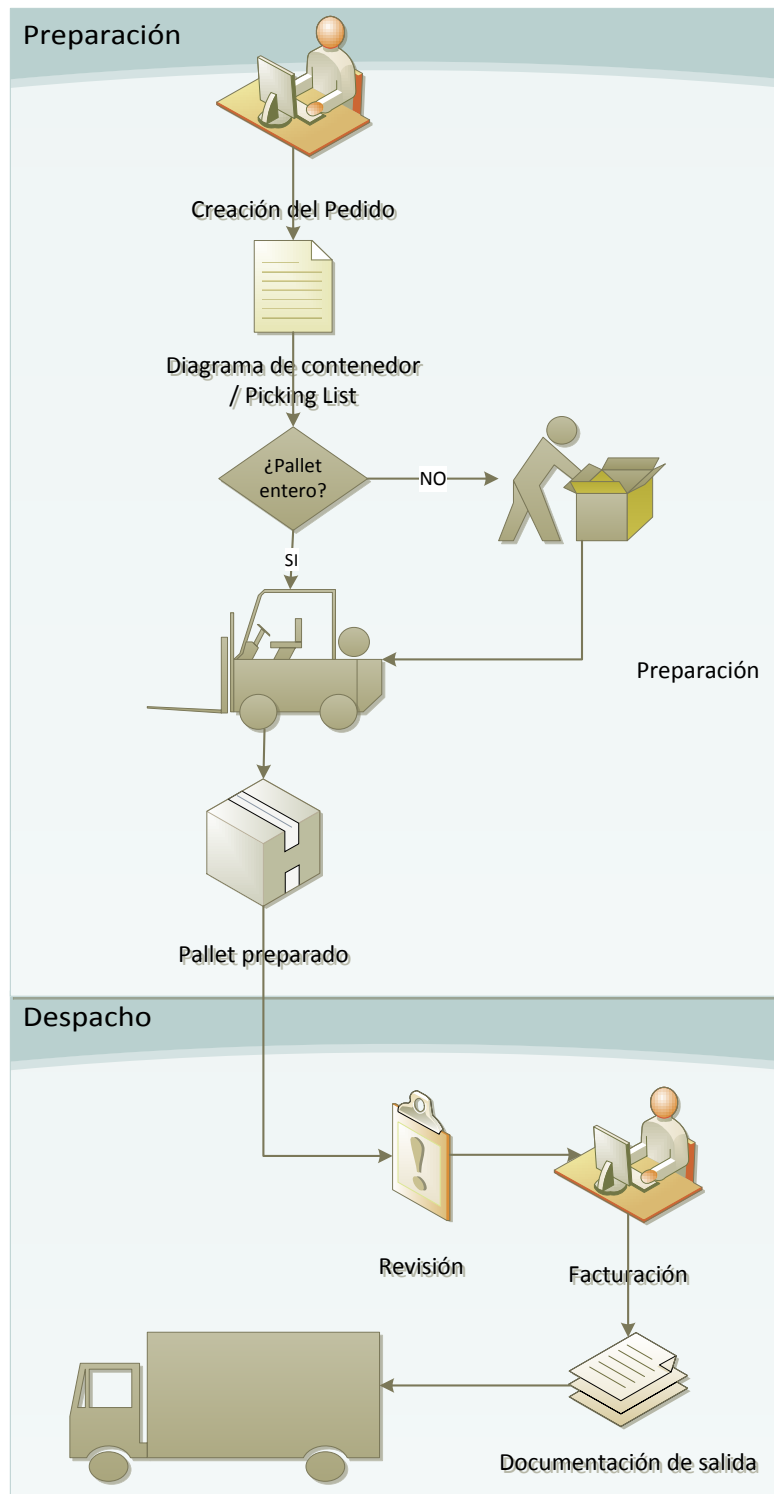 Preparación
Creación del Pedido
Diagrama de contenedor
/ Picking List
¿Pallet
entero?
NO
SI
Preparación
Pallet preparado
Despacho
Revisión
Facturación
Documentación de salida